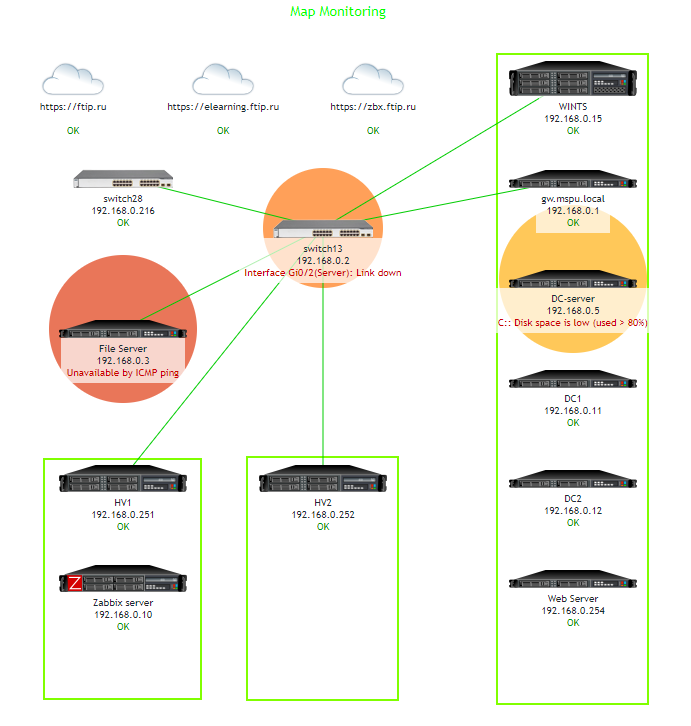 Map Monitoring
https://ftip.ru
OK
https://elearning.ftip.ru
OK
https://zbx.ftip.ru
OK
WINTS
192.168.0.15
OK
switch28
192.168.0.216
OK
gw.mspu.local
192.168.0.1
OK
switch13
192.168.0.2
Interface Gi0/2(Server): Link down
DC-server
192.168.0.5
C:: Disk space is low (used > 80%)
File Server
192.168.0.3
Unavailable by ICMP ping
DC1
192.168.0.11
OK
HV1
192.168.0.251
OK
HV2
192.168.0.252
OK
DC2
192.168.0.12
OK
Z
Zabbix server
192.168.0.10
OK
Web Server
192.168.0.254
OK